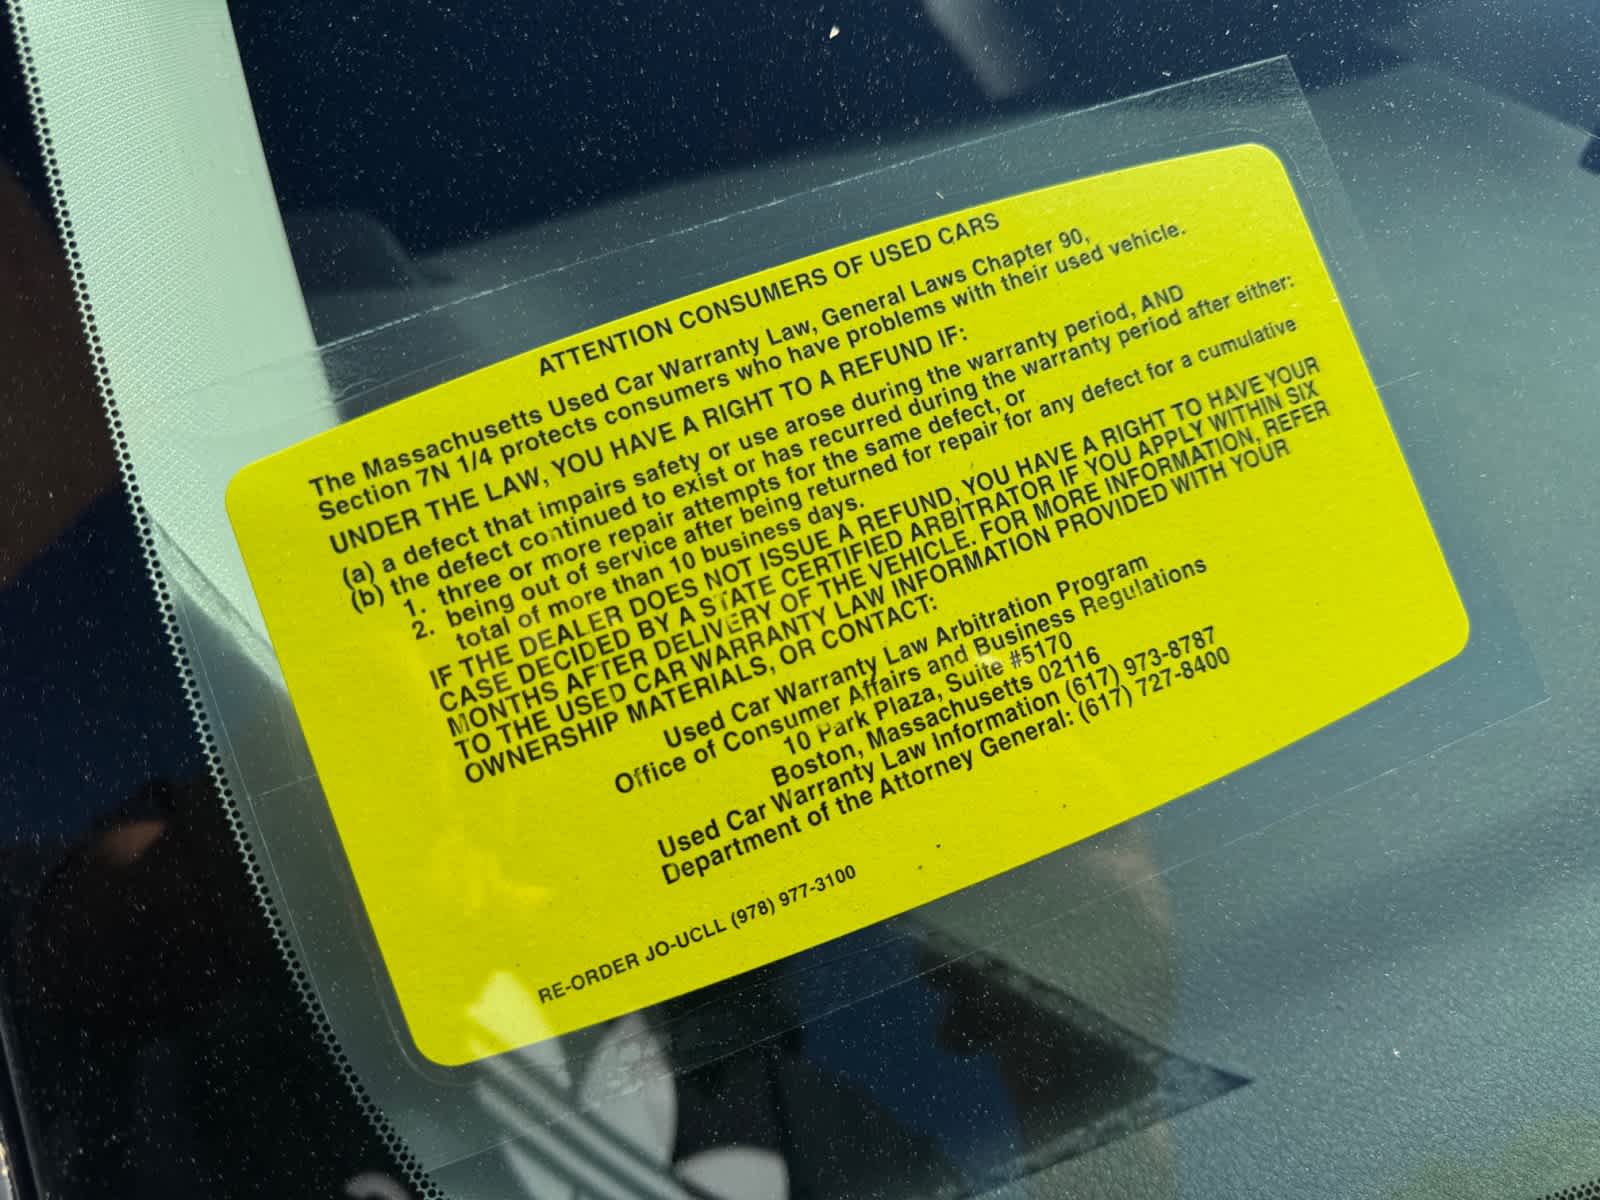 ATTENTION CONSUMERS OF USED CARS
The Massachusetts Used Car Warranty Law, General Laws Chapter 90,
Section 7N 1/4 protects consumers who have problems with their used vehicle.
UNDER THE LAW, YOU HAVE A RIGHT TO A REFUND IF:
(a) a defect that impairs safety or use arose during the warranty period, AND
(b) the defect continued to exist or has recurred during the warranty period after either:
1. three or more repair attempts for the same defect, or
2. being out of service after being returned for repair for any defect for a cumulative
total of more than 10 business days.
IF THE DEALER DOES NOT ISSUE A REFUND, YOU HAVE A RIGHT TO HAVE YOUR
CASE DECIDED BY A STATE CERTIFIED ARBITRATOR IF YOU APPLY WITHIN SIX
MONTHS AFTER DELIVERY OF THE VEHICLE. FOR MORE INFORMATION, REFER
TO THE USED CAR WARRANTY LAW INFORMATION PROVIDED WITH YOUR
OWNERSHIP MATERIALS, OR CONTACT:
Used Car Warranty Law Arbitration Program
Office of Consumer Affairs and Business Regulations
10 Park Plaza, Suite #5170
Boston, Massachusetts 02116
Used Car Warranty Law Information (617) 973-8787
Department of the Attorney General: (617) 727-8400
RE-ORDER JO-UCLL (978) 977-3100